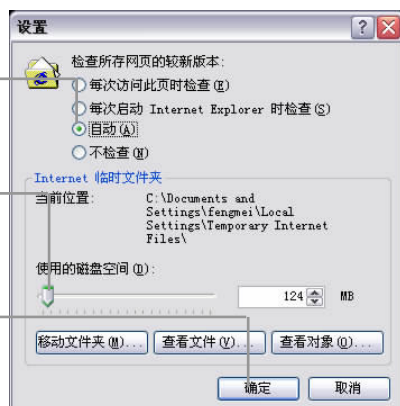 设置
检查所存网页的较新版本:
每次访问此页时检查(E)
每次启动 Internet Explorer 时检查(S)
自动(A)
不检查(N)
Internet 临时文件夹
当前位置: C:\Documents and
Settings\fengmei\Local
Settings\Temporary Internet
Files\
使用的磁盘空间(D):
124 MB
移动文件夹(M)... 查看文件(V)... 查看对象(O)...
确定 取消